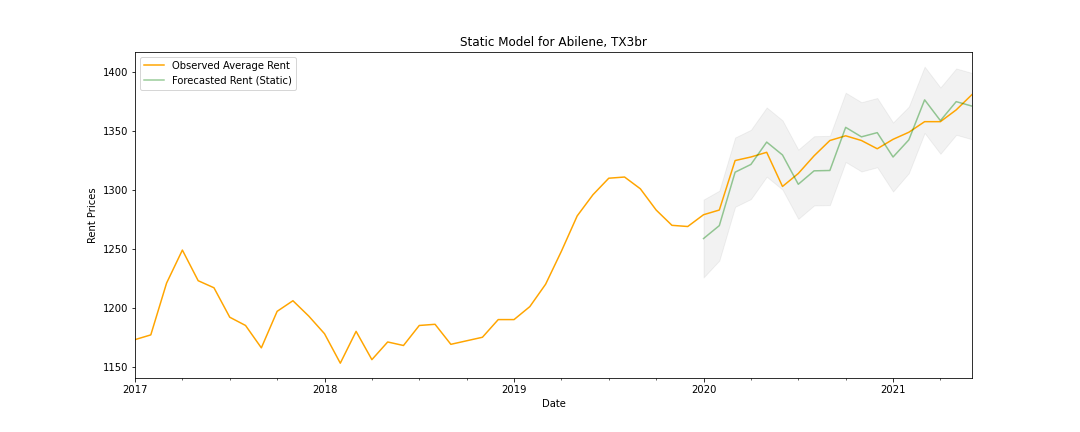 Static Model for Abilene, TX3br
Observed Average Rent
Forecasted Rent (Static)
1400
1350
1300
1250
1200
1150
Rent Prices
2017 2018 2019 2020 2021
Date